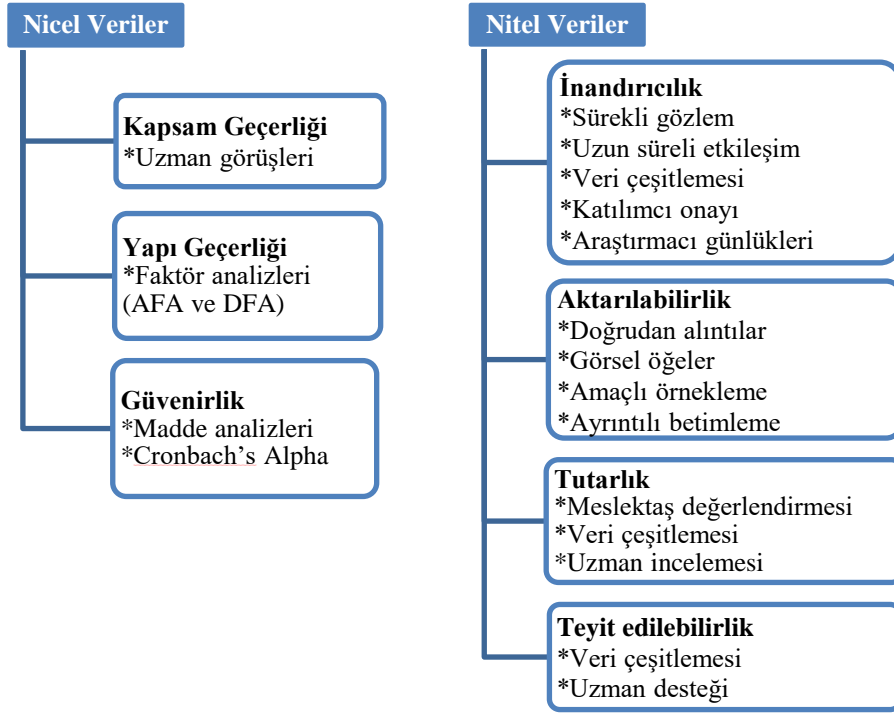 Nicel Veriler
Kapsam Geçerliği
*Uzman görüşleri
Yapı Geçerliği
*Faktör analizleri
(AFA ve DFA)
Güvenirlik
*Madde analizleri
*Cronbach's Alpha
Nitel Veriler
İnandırıcılık
*Sürekli gözlem
*Uzun süreli etkileşim
*Veri çeşitlemesi
*Katılımcı onayı
*Araştırmacı günlükleri
Aktarılabilirlik
*Doğrudan alıntılar
*Görsel öğeler
*Amaçlı örnekleme
*Ayrıntılı betimleme
Tutarlık
*Meslektaş değerlendirmesi
*Veri çeşitlemesi
*Uzman incelemesi
Teyit edilebilirlik
*Veri çeşitlemesi
*Uzman desteği